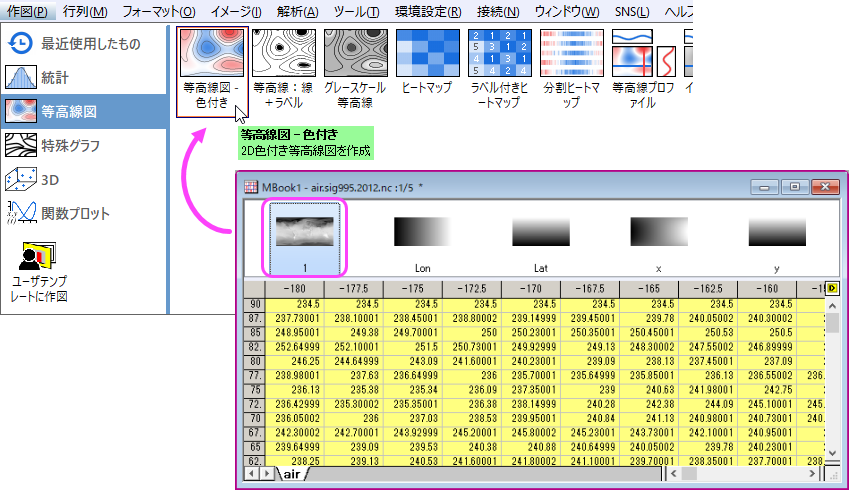 作図(P) 行列(M) フォーマット(O) イメージ(I) 解析(A) ツール(T) 環境設定(R) 接続(N) ウィンドウ(W) SNS(L) ヘルプ
最近使用したもの
統計
等高線図
特殊グラフ
3D
関数プロット
ユーザテンプ
レートに作図
等高線図 -
色付き
等高線：線
＋ラベル
グレースケール
等高線
ヒートマップ
ラベル付きヒ
ートマップ
分割ヒートマ
ップ
等高線プロフ
ァイル
等高線図 - 色付き
2D色付き等高線図を作成
MBook1 - air.sig995.2012.nc :1/5 *
1 Lon Lat x y
-180 -177.5 -175 -172.5 -170 -167.5 -165 -162.5 -160
90 234.5 234.5 234.5 234.5 234.5 234.5 234.5 234.5 234.5
87. 237.73001 238.10001 238.45001 238.80002 239.14999 239.45001 239.78 240.05002 240.30002
85 248.95001 249.38 249.70001 250 250.23001 250.35001 250.45001 250.53 250.5
82. 252.64999 252.10001 251.5 250.73001 249.92999 249.13 248.30002 247.55002 246.89999
80 246.25 244.64999 243.09 241.60001 240.23001 239.09 238.13 237.45001 237.09
77. 238.98001 237.63 236.64999 236 235.70001 235.64999 235.85001 236.13 236.55002 236.
75 236.13 235.38 235.34 236.09 237.35001 239 240.63 241.98001 242.75
72. 236.42999 235.30002 235.35001 236.38 238.14999 240.28 242.38 244.09 245.10001 245.
70 236.05002 236 237.03 238.53 239.95001 240.84 241.13 240.98001 240.73001 240.
67. 242.30002 242.70001 243.92999 245.20001 245.80002 245.23001 243.73001 242.10001 240.95001
65 239.64999 239.09 239.53 240.38 240.88 240.64999 240.05002 239.78 240.23001
62. 238.25 239.13 240.53 241.60001 241.80002 241.10001 239.70001 238.35001 237.70001 238.
air